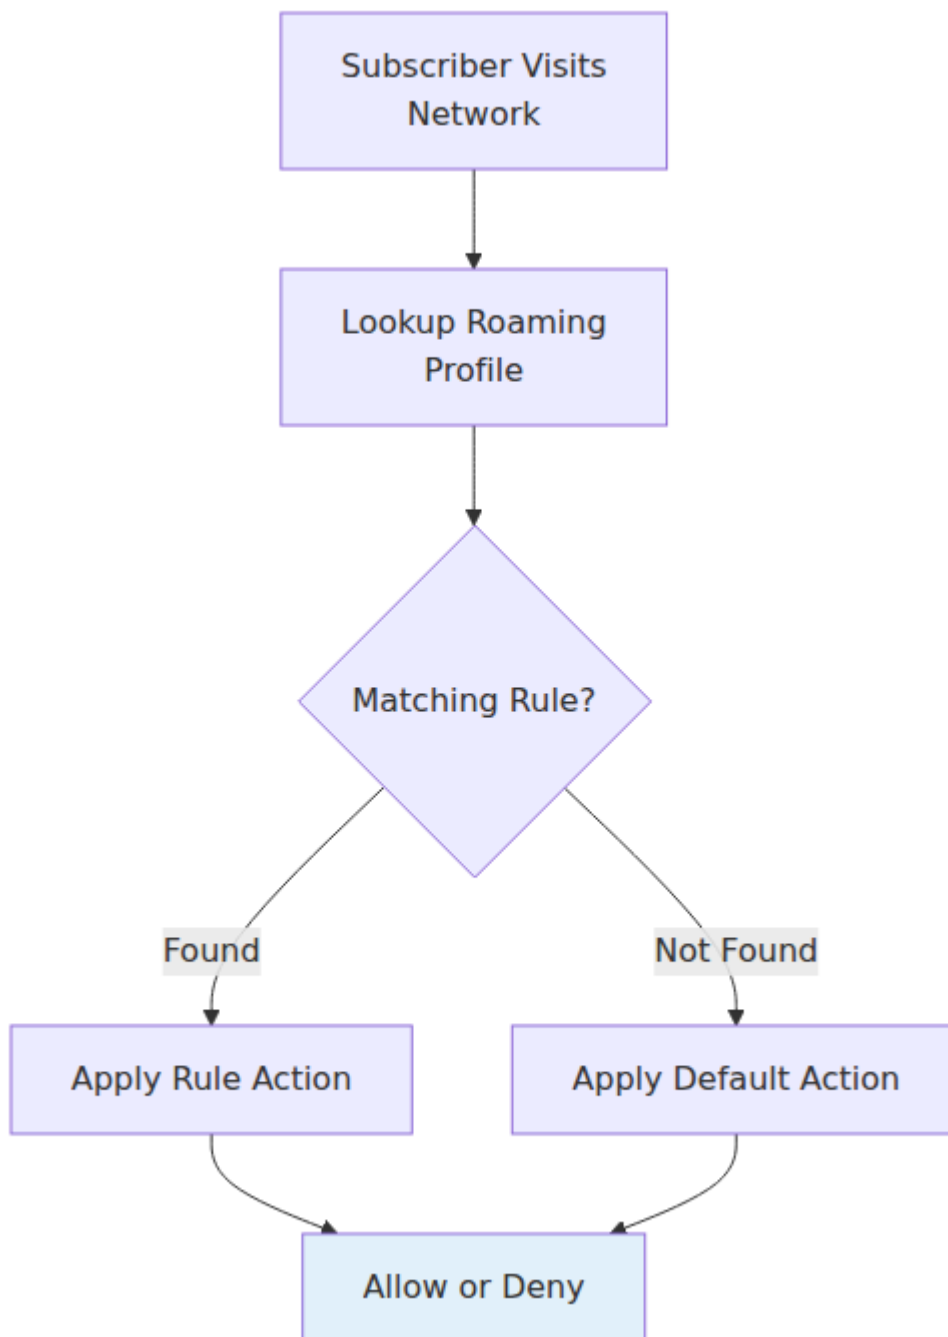 Subscriber Visits
Network
Lookup Roaming
Profile
Matching Rule?
Found
Not Found
Apply Rule Action
Apply Default Action
Allow or Deny